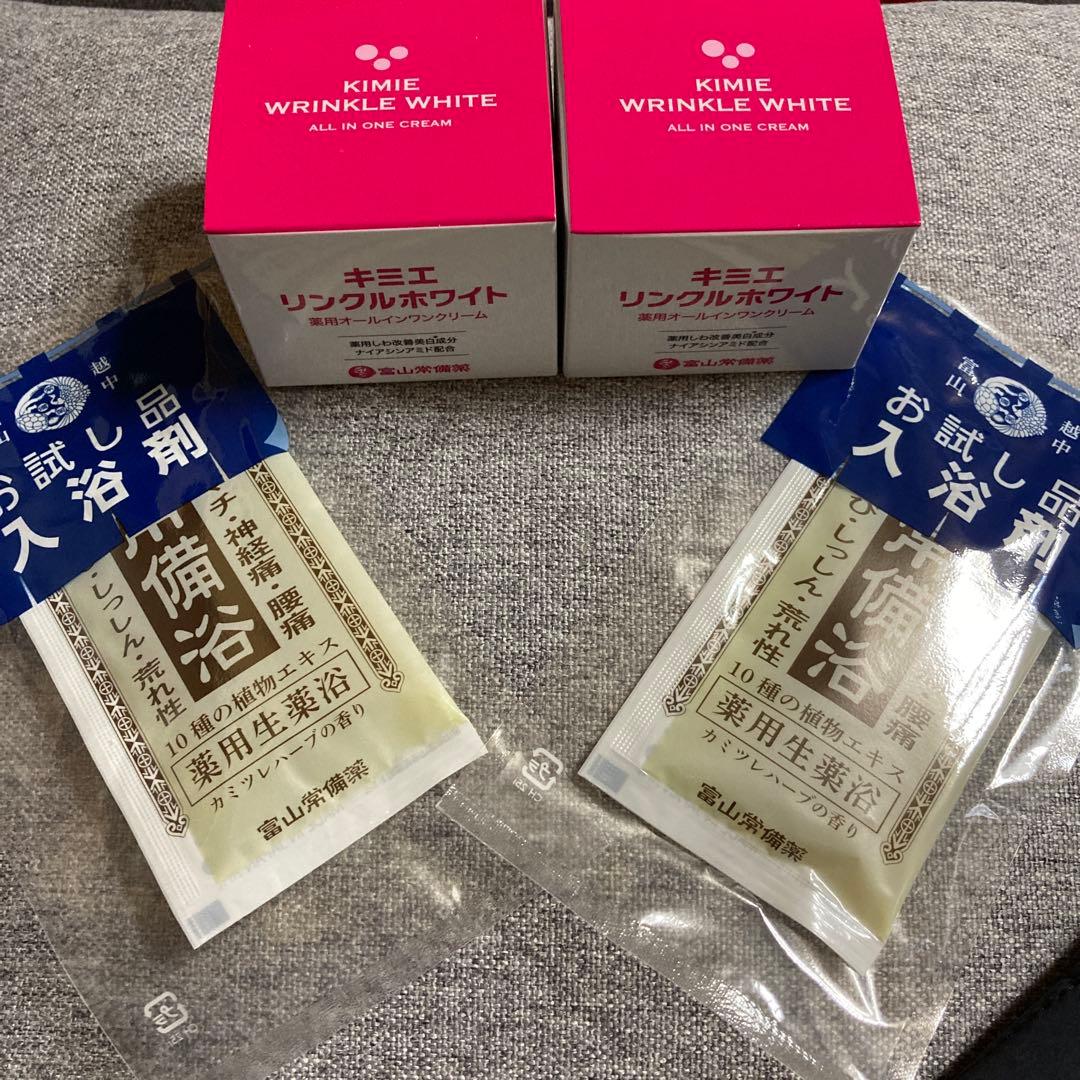 KIMIE
WRINKLE WHITE
ALL IN ONE CREAM
キミエ
リンクルホワイト
薬用オールインワンクリーム
薬用しわ改善美白成分
ナイアシンアミド配合
富山常備薬
KIMIE
WRINKLE WHITE
ALL IN ONE CREAM
キミエ
リンクルホワイト
薬用オールインワンクリーム
薬用しわ改善美白成分
ナイアシンアミド配合
富山常備薬
越中
山
お試し品
入浴剤
チ・神経痛・腰痛
備浴
しっしん・荒れ性
10種の植物エキス
薬用生薬浴
カミツレハーブの香り
富山常備薬
越中
富山
お試し品
入浴剤
腰痛
常備浴
ひ・しっしん・荒れ性
10種の植物エキス
薬用生薬浴
カミツレハーブの香り
富山常備薬
プラ
CH 25
プラ